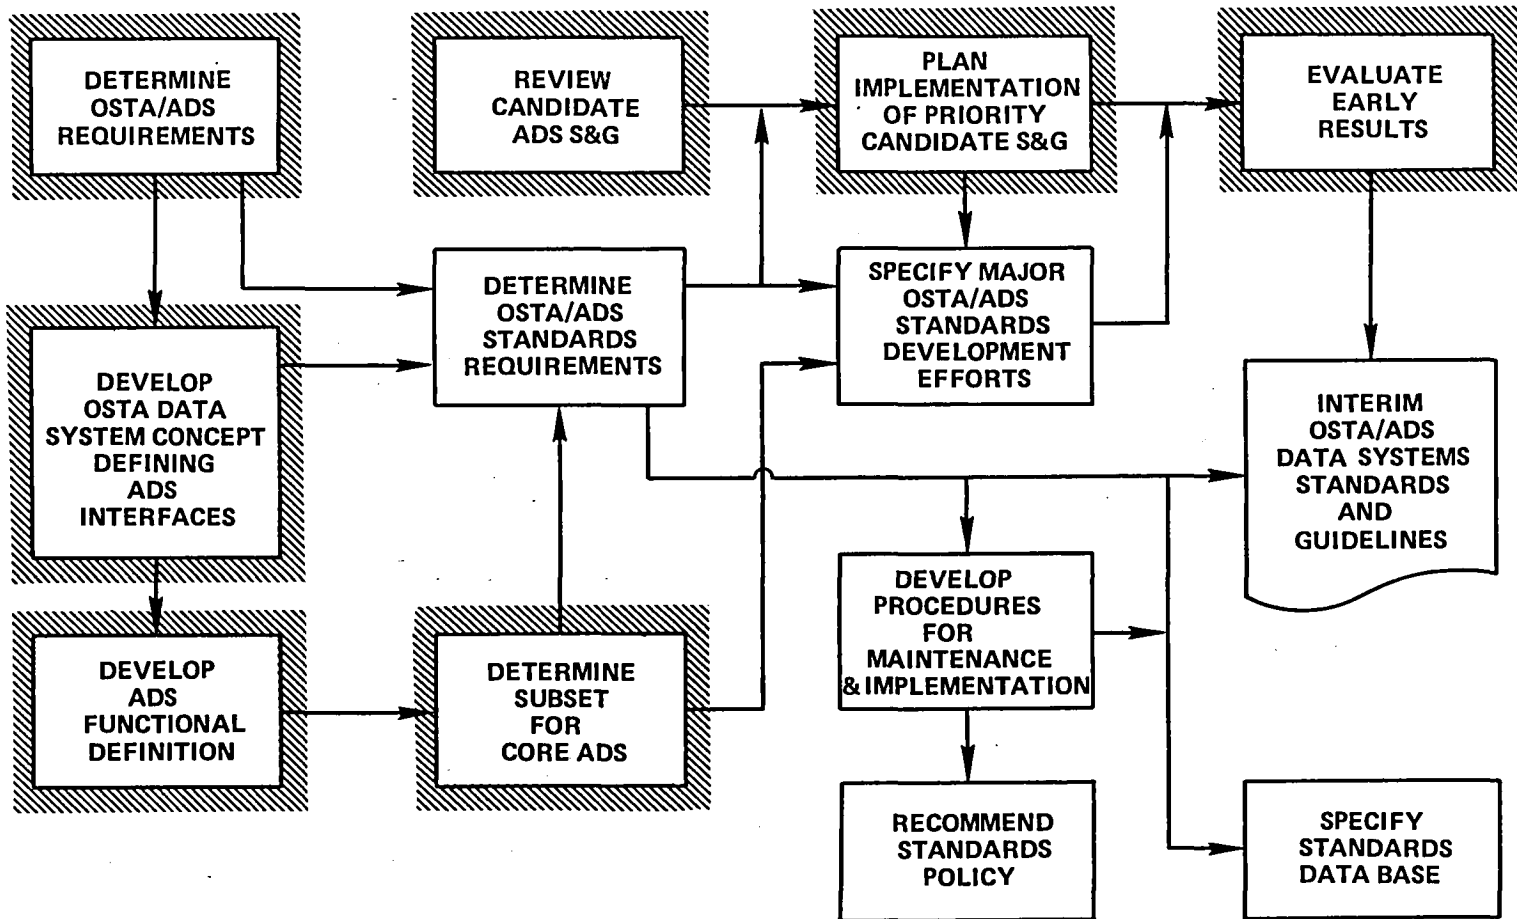 DETERMINE
OSTA/ADS
REQUIREMENTS
REVIEW
CANDIDATE
ADS S&G
PLAN
IMPLEMENTATION
OF PRIORITY
CANDIDATE S&G
EVALUATE
EARLY
RESULTS
DETERMINE
OSTA/ADS
STANDARDS
REQUIREMENTS
SPECIFY MAJOR
OSTA/ADS
STANDARDS
DEVELOPMENT
EFFORTS
DEVELOP
OSTA DATA
SYSTEM CONCEPT
DEFINING
ADS
INTERFACES
INTERIM
OSTA/ADS
DATA SYSTEMS
STANDARDS
AND
GUIDELINES
DEVELOP
PROCEDURES
FOR
MAINTENANCE
& IMPLEMENTATION
DEVELOP
ADS
FUNCTIONAL
DEFINITION
DETERMINE
SUBSET
FOR
CORE ADS
RECOMMEND
STANDARDS
POLICY
SPECIFY
STANDARDS
DATA BASE